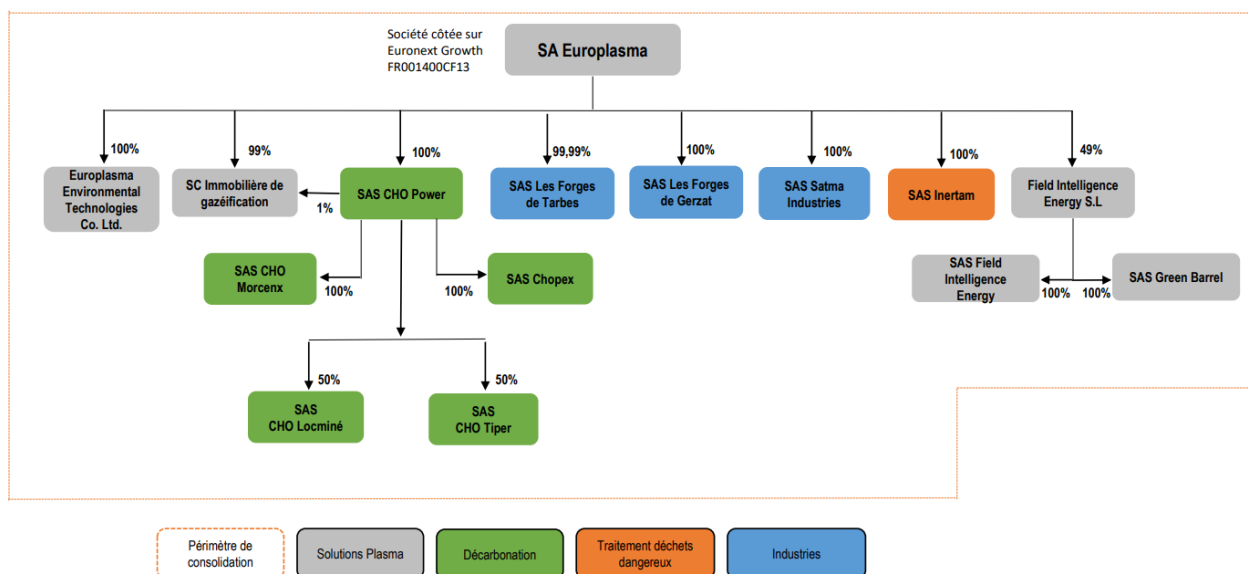 Société côtée sur
Euronext Growth
FR001400CF13
SA Europlasma
100%
99%
100%
99,99%
100%
100%
100%
49%
Europlasma
Environmental
Technologies
Co. Ltd.
SC Immobilière de
gazéification
1%
SAS CHO Power
SAS Les Forges
de Tarbes
SAS Les Forges
de Gerzat
SAS Satma
Industries
SAS Inertam
Field Intelligence
Energy S.L
SAS CHO
Morcenx
100%
100%
SAS Chopex
SAS Field
Intelligence
Energy
100%
100%
SAS Green Barrel
50%
50%
SAS
CHO Locminé
SAS
CHO Tiper
Périmètre de
consolidation
Solutions Plasma
Décarbonation
Traitement déchets
dangereux
Industries